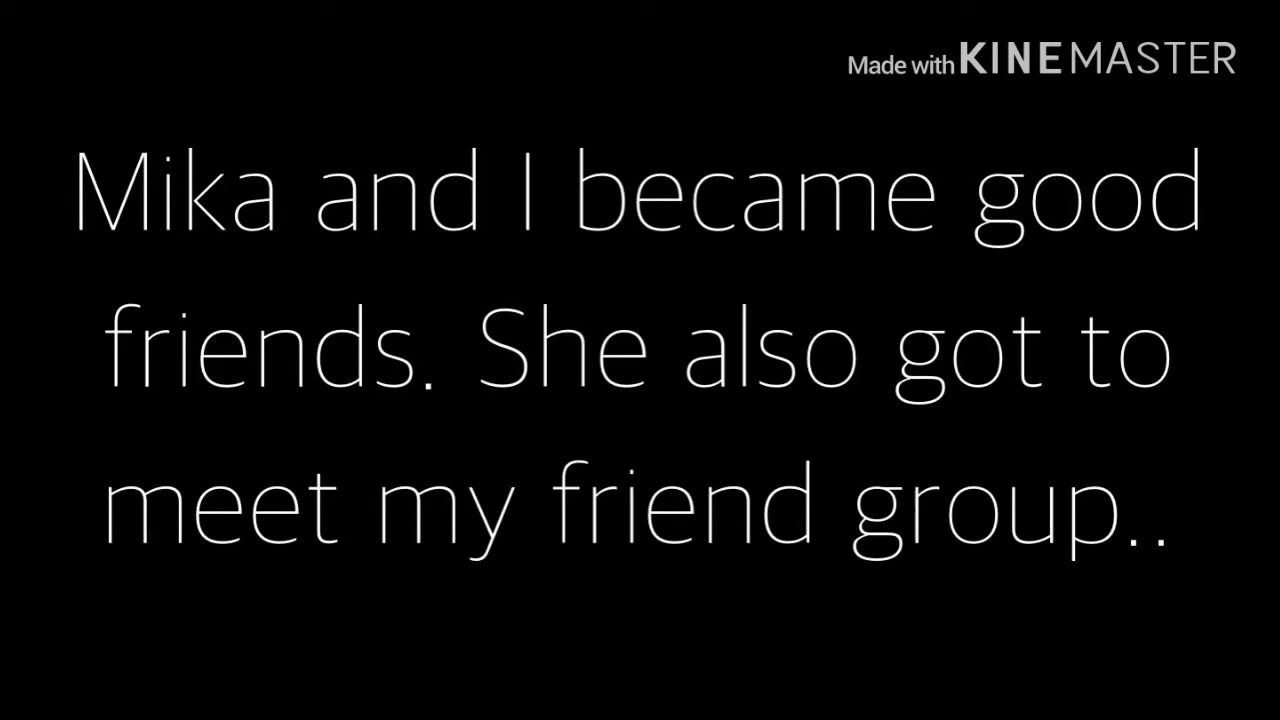 Made with KINEMASTER
Mika and I became good
friends. She also got to
meet my friend group..